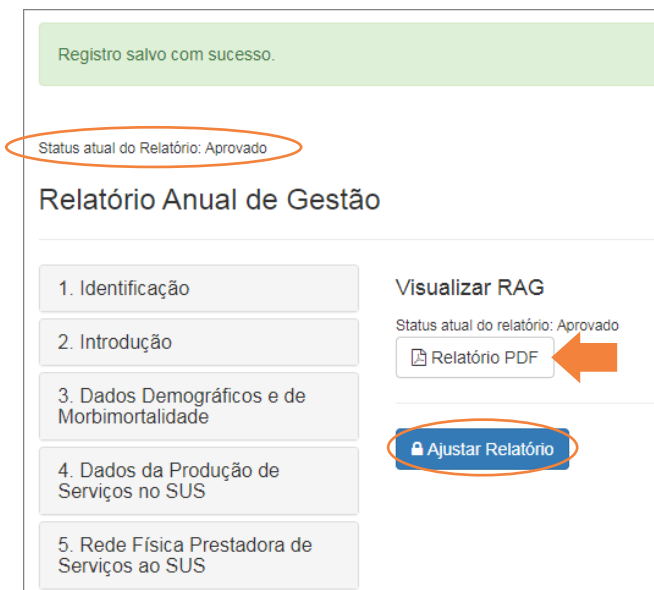 Registro salvo com sucesso.
Status atual do Relatório: Aprovado
Relatório Anual de Gestão
1. Identificação
2. Introdução
3. Dados Demográficos e de
Morbimortalidade
4. Dados da Produção de
Serviços no SUS
5. Rede Física Prestadora de
Serviços ao SUS
Visualizar RAG
Status atual do relatório: Aprovado
Relatório PDF
Ajustar Relatório